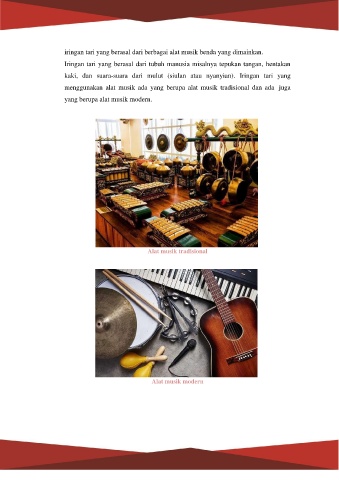 iringan tari yang berasal dari berbagai alat musik benda yang dimainkan.
Iringan tari yang berasal dari tubuh manusia misalnya tepukan tangan, hentakan
kaki, dan suara-suara dari mulut (siulan atau nyanyian). Iringan tari yang
menggunakan alat musik ada yang berupa alat musik tradisional dan ada juga
yang berupa alat musik modern.
Alat musik tradisional
Alat musik modern